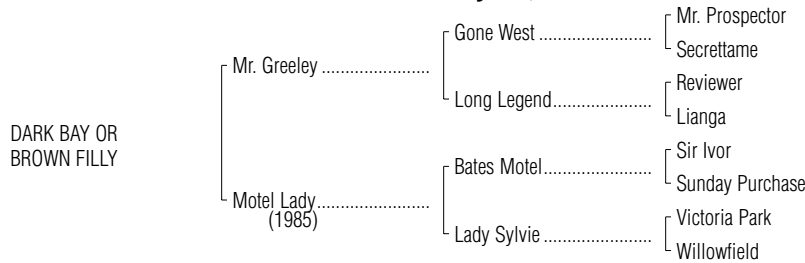 Mr. Prospector
Gone West
Secrettame
Mr. Greeley
Reviewer
Long Legend
Lianga
DARK BAY OR
BROWN FILLY
Sir Ivor
Bates Motel
Sunday Purchase
Motel Lady
(1985)
Victoria Park
Lady Sylvie
Willowfield